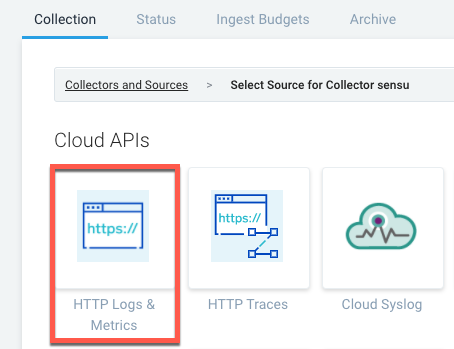 Collection Status Ingest Budgets Archive
Collectors and Sources > Select Source for Collector sensu
Cloud APIs
https://
https://
HTTP Logs &
Metrics
HTTP Traces
Cloud Syslog